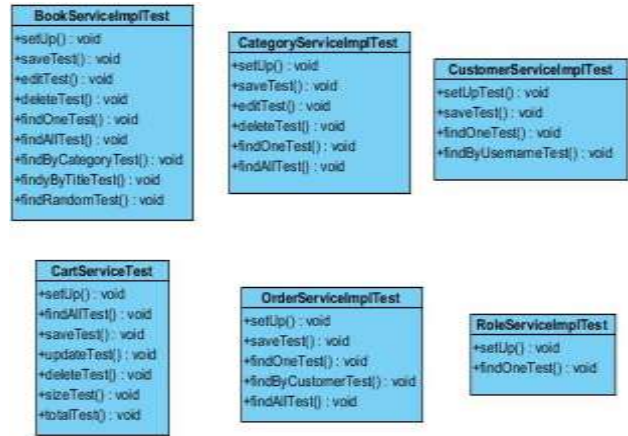 BookServiceImplTest
+setUp() : void
+saveTest() : void
+editTest() : void
+deleteTest() : void
+findOneTest() : void
+findAllTest() : void
+findByCategoryTest() : void
+findyByTitleTest() : void
+findRandomTest() : void
CategoryServiceImplTest
+setUp() : void
+saveTest() : void
+editTest() : void
+deleteTest() : void
+findOneTest() : void
+findAllTest() : void
CustomerServiceImplTest
+setUpTest() : void
+saveTest() : void
+findOneTest() : void
+findByUsernameTest() : void
CartServiceTest
+setUp() : void
+findAllTest() : void
+saveTest() : void
+updateTest() : void
+deleteTest() : void
+sizeTest() : void
+totalTest() : void
OrderServiceImplTest
+setUp() : void
+saveTest() : void
+findOneTest() : void
+findByCustomerTest() : void
+findAllTest() : void
RoleServiceImplTest
+setUp() : void
+findOneTest() : void